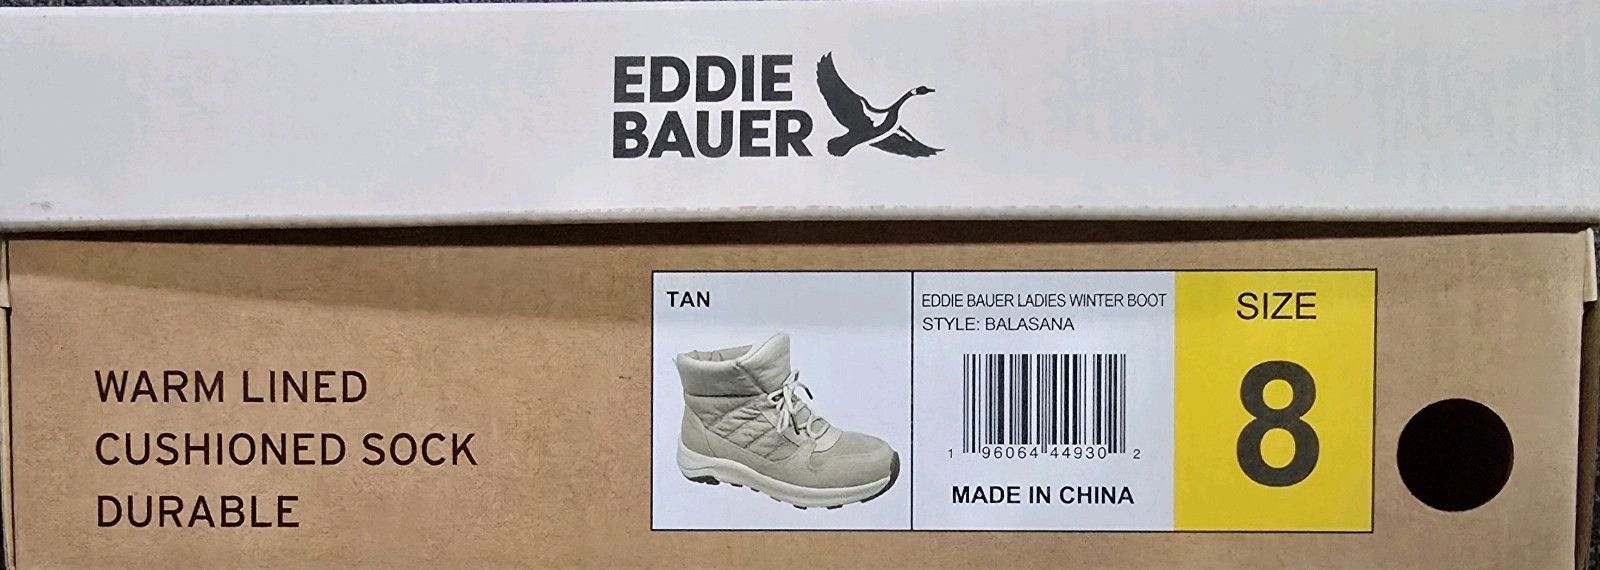 EDDIE
BAUER
WARM LINED
CUSHIONED SOCK
DURABLE
TAN
EDDIE BAUER LADIES WINTER BOOT
STYLE: BALASANA
1 96064 44930 2
MADE IN CHINA
SIZE
8